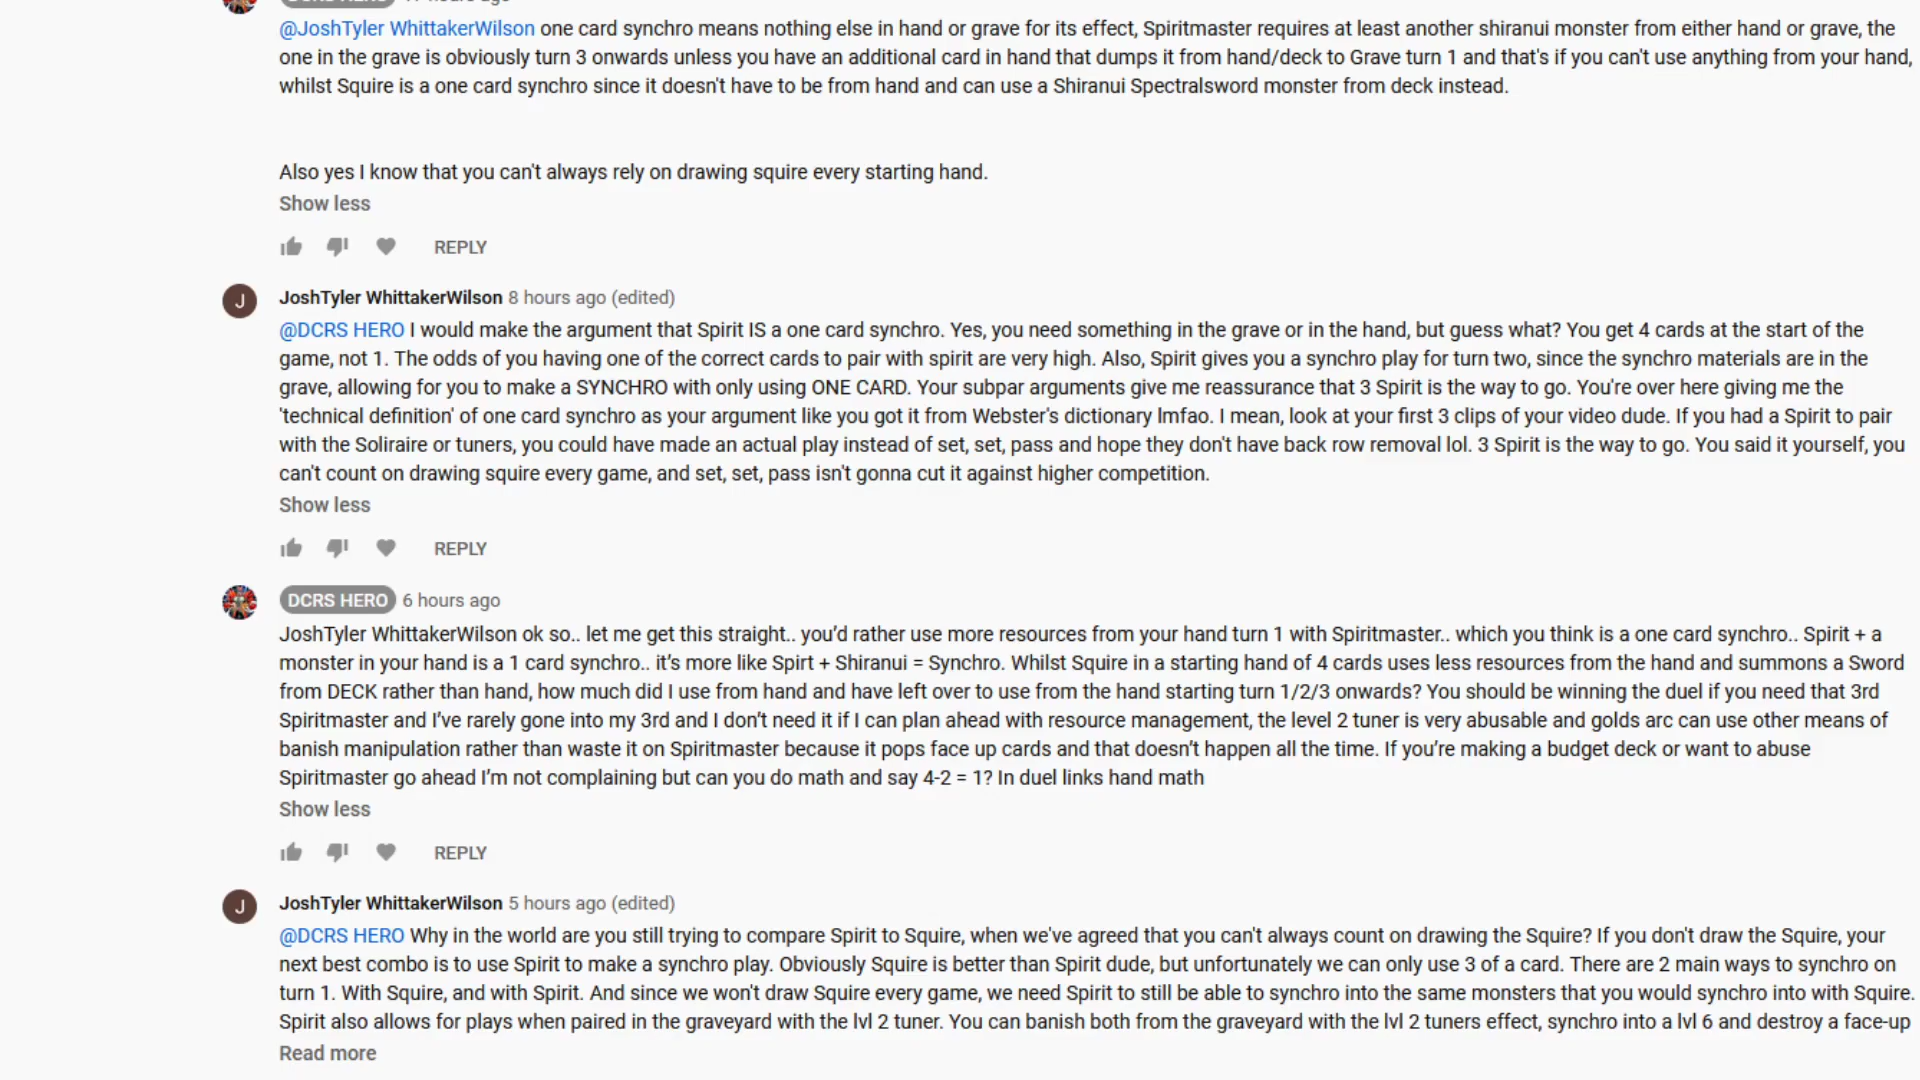 @JoshTyler WhittakerWilson one card synchro means nothing else in hand or grave for its effect, Spiritmaster requires at least another shiranui monster from either hand or grave, the
one in the grave is obviously turn 3 onwards unless you have an additional card in hand that dumps it from hand/deck to Grave turn 1 and that's if you can't use anything from your hand,
whilst Squire is a one card synchro since it doesn't have to be from hand and can use a Shiranui Spectralsword monster from deck instead.
Also yes I know that you can't always rely on drawing squire every starting hand.
Show less
REPLY
J
JoshTyler WhittakerWilson 8 hours ago (edited)
@DCRS HERO I would make the argument that Spirit IS a one card synchro. Yes, you need something in the grave or in the hand, but guess what? You get 4 cards at the start of the
game, not 1. The odds of you having one of the correct cards to pair with spirit are very high. Also, Spirit gives you a synchro play for turn two, since the synchro materials are in the
grave, allowing for you to make a SYNCHRO with only using ONE CARD. Your subpar arguments give me reassurance that 3 Spirit is the way to go. You're over here giving me the
'technical definition' of one card synchro as your argument like you got it from Webster's dictionary lmfao. I mean, look at your first 3 clips of your video dude. If you had a Spirit to pair
with the Soliraire or tuners, you could have made an actual play instead of set, set, pass and hope they don't have back row removal lol. 3 Spirit is the way to go. You said it yourself, you
can't count on drawing squire every game, and set, set, pass isn't gonna cut it against higher competition.
Show less
REPLY
DCRS HERO 6 hours ago
JoshTyler WhittakerWilson ok so.. let me get this straight.. you’d rather use more resources from your hand turn 1 with Spiritmaster.. which you think is a one card synchro.. Spirit + a
monster in your hand is a 1 card synchro.. it’s more like Spirt + Shiranui = Synchro. Whilst Squire in a starting hand of 4 cards uses less resources from the hand and summons a Sword
from DECK rather than hand, how much did I use from hand and have left over to use from the hand starting turn 1/2/3 onwards? You should be winning the duel if you need that 3rd
Spiritmaster and I’ve rarely gone into my 3rd and I don’t need it if I can plan ahead with resource management, the level 2 tuner is very abusable and golds arc can use other means of
banish manipulation rather than waste it on Spiritmaster because it pops face up cards and that doesn’t happen all the time. If you’re making a budget deck or want to abuse
Spiritmaster go ahead I’m not complaining but can you do math and say 4-2 = 1? In duel links hand math
Show less
REPLY
J
JoshTyler WhittakerWilson 5 hours ago (edited)
@DCRS HERO Why in the world are you still trying to compare Spirit to Squire, when we've agreed that you can't always count on drawing the Squire? If you don't draw the Squire, your
next best combo is to use Spirit to make a synchro play. Obviously Squire is better than Spirit dude, but unfortunately we can only use 3 of a card. There are 2 main ways to synchro on
turn 1. With Squire, and with Spirit. And since we won't draw Squire every game, we need Spirit to still be able to synchro into the same monsters that you would synchro into with Squire.
Spirit also allows for plays when paired in the graveyard with the lvl 2 tuner. You can banish both from the graveyard with the lvl 2 tuners effect, synchro into a lvl 6 and destroy a face-up
Read more